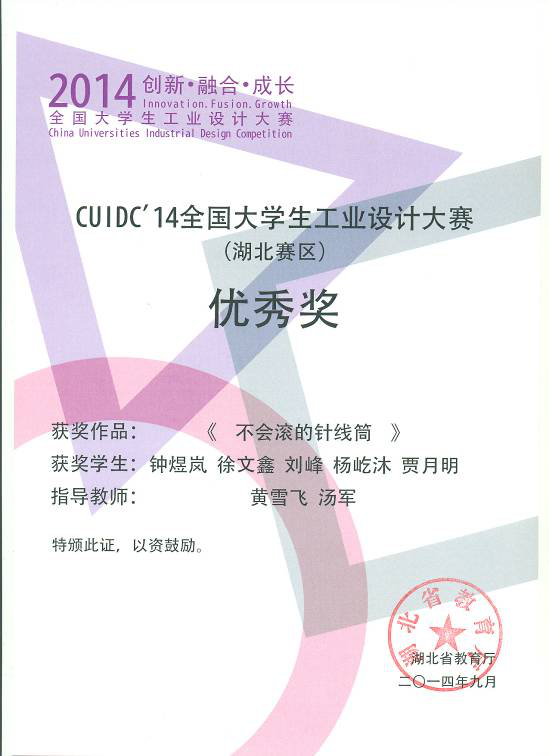 2014 创新·融合·成长
Innovation.Fusion.Growth
全国大学生工业设计大赛
China Universities Industrial Design Competition
CUIDC'14全国大学生工业设计大赛
(湖北赛区)
优秀奖
获奖作品: 《 不会滚的针线筒 》
获奖学生: 钟煜岚 徐文鑫 刘峰 杨屹沐 贾月明
指导教师: 黄雪飞 汤军
特颁此证，以资鼓励。
湖北省教育厅
湖北省教育厅
二〇一四年九月